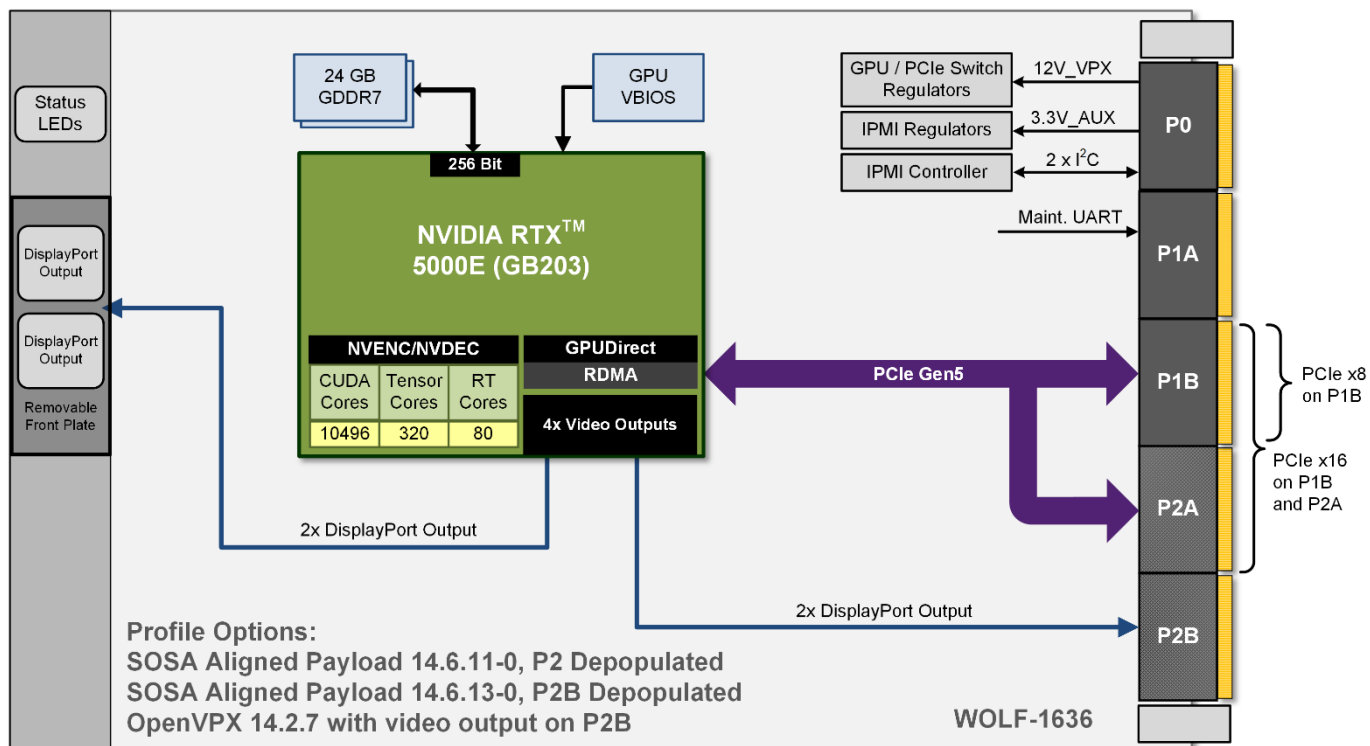 Status
LEDs
DisplayPort
Output
DisplayPort
Output
Removable
Front Plate
24 GB
GDDR7
GPU
VBIOS
256 Bit
NVIDIA RTX™
5000E (GB203)
NVENC/NVDEC
CUDA
Cores
Tensor
Cores
RT
Cores
10496
320
80
GPUDirect
RDMA
4x Video Outputs
GPU / PCIe Switch
Regulators
12V_VPX
IPMI Regulators
3.3V_AUX
IPMI Controller
2 x I²C
Maint. UART
PCIe Gen5
P0
P1A
P1B
P2A
P2B
PCIe x8
on P1B
PCIe x16
on P1B
and P2A
2x DisplayPort Output
2x DisplayPort Output
Profile Options:
SOSA Aligned Payload 14.6.11-0, P2 Depopulated
SOSA Aligned Payload 14.6.13-0, P2B Depopulated
OpenVPX 14.2.7 with video output on P2B
WOLF-1636